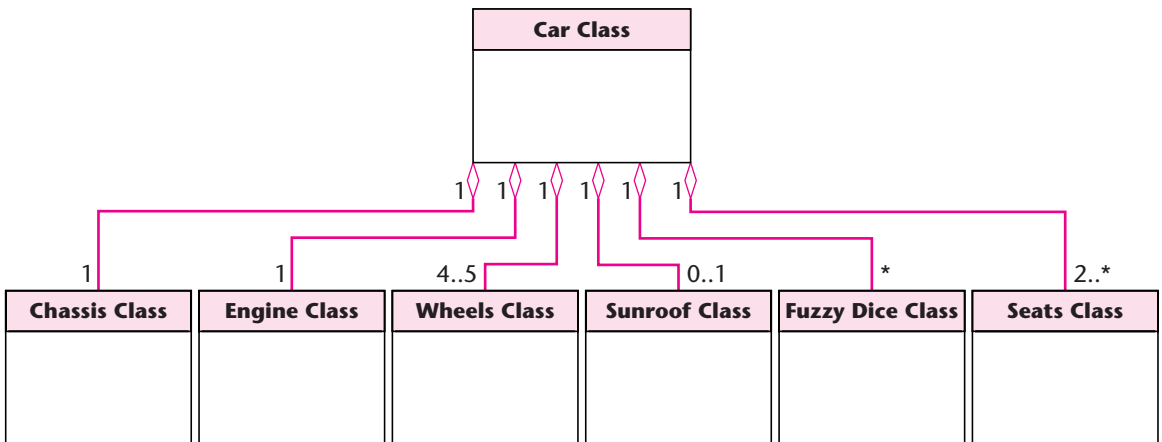 Car Class
1 1 1 1 1 1
1 1 4..5 0..1 * 2..*
Chassis Class Engine Class Wheels Class Sunroof Class Fuzzy Dice Class Seats Class